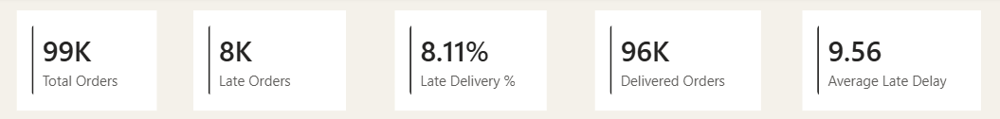 99K
Total Orders
8K
Late Orders
8.11%
Late Delivery %
96K
Delivered Orders
9.56
Average Late Delay